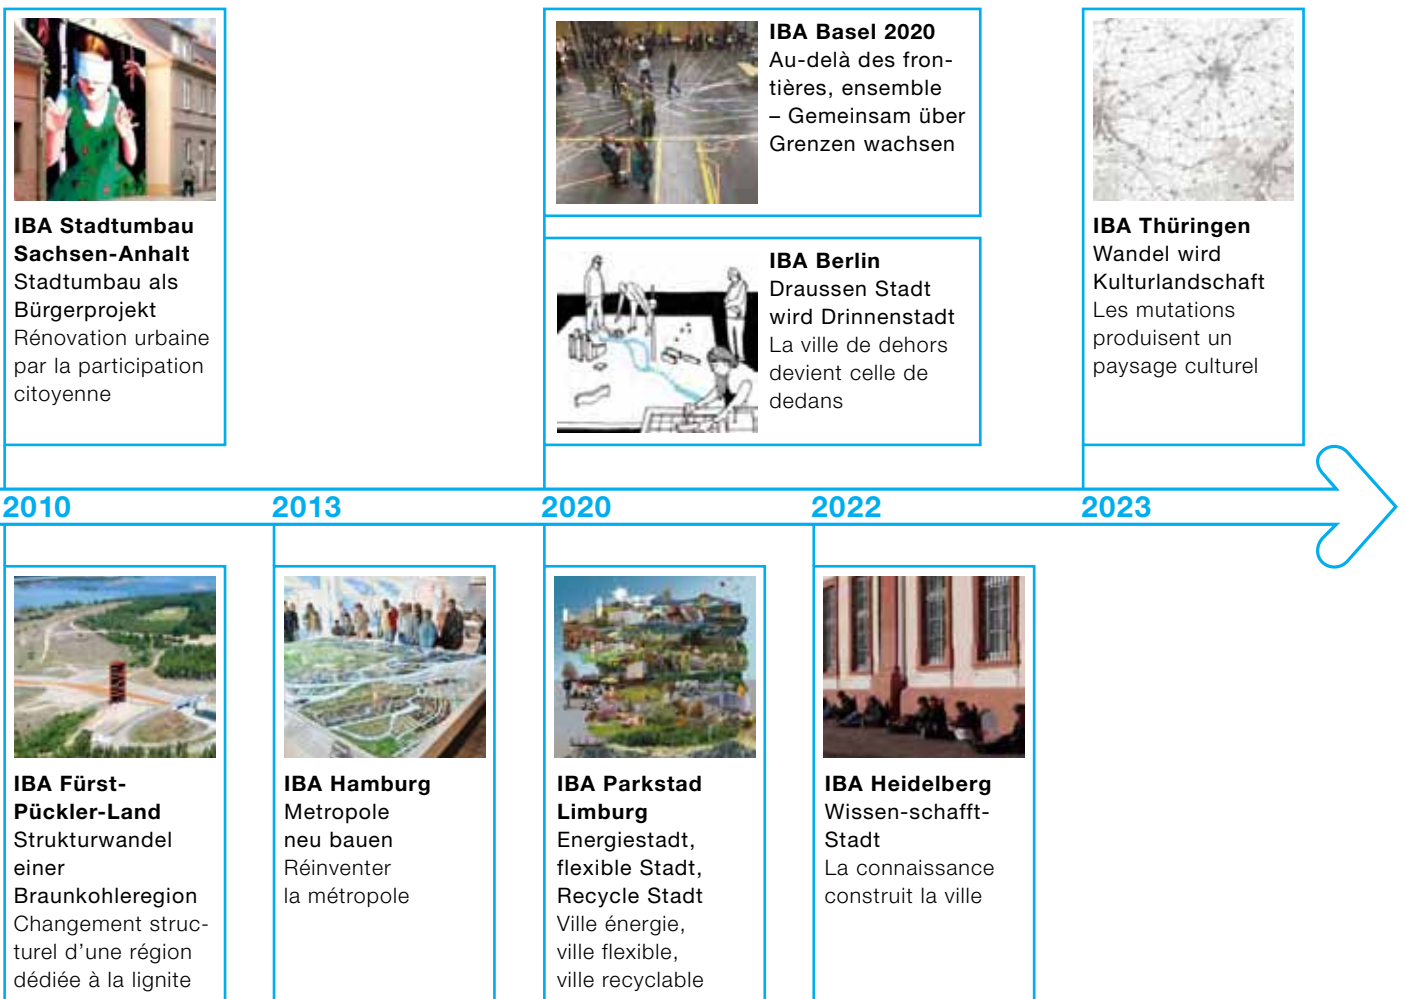 IBA Stadtumbau
Sachsen-Anhalt
Stadtumbau als
Bürgerprojekt
Rénovation urbaine
par la participation
citoyenne
IBA Basel 2020
Au-delà des fron-
tières, ensemble
– Gemeinsam über
Grenzen wachsen
IBA Berlin
Draussen Stadt
wird Drinnenstadt
La ville de dehors
devient celle de
dedans
IBA Thüringen
Wandel wird
Kulturlandschaft
Les mutations
produisent un
paysage culturel
2010
2013
2020
2022
2023
IBA Fürst-
Pückler-Land
Strukturwandel
einer
Braunkohleregion
Changement struc-
turel d’une région
dédiée à la lignite
IBA Hamburg
Metropole
neu bauen
Réinventer
la métropole
IBA Parkstad
Limburg
Energiestadt,
flexible Stadt,
Recycle Stadt
Ville énergie,
ville flexible,
ville recyclable
IBA Heidelberg
Wissen-schafft-
Stadt
La connaissance
construit la ville